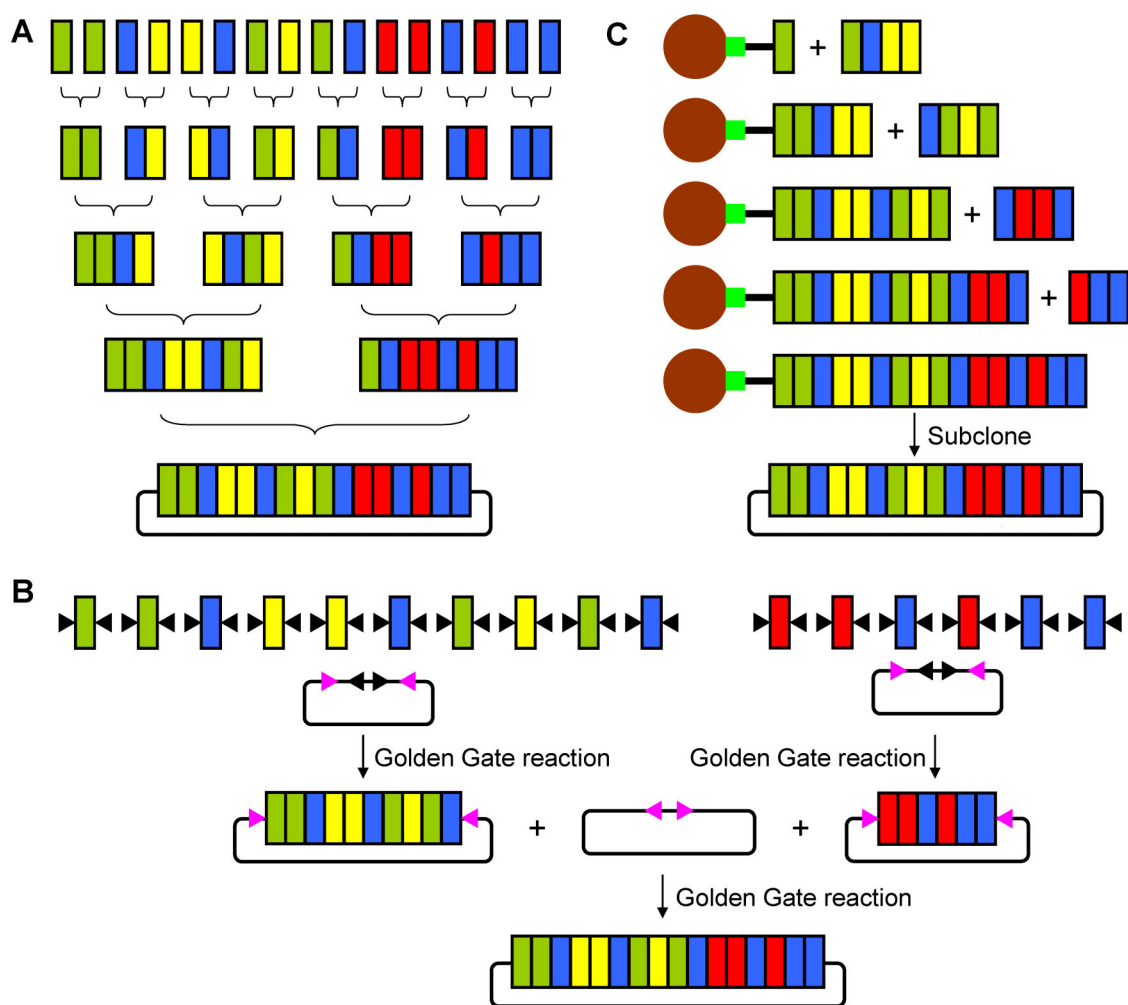 A
C
+
+
+
+
Subclone
B
Golden Gate reaction
Golden Gate reaction
+
+
Golden Gate reaction